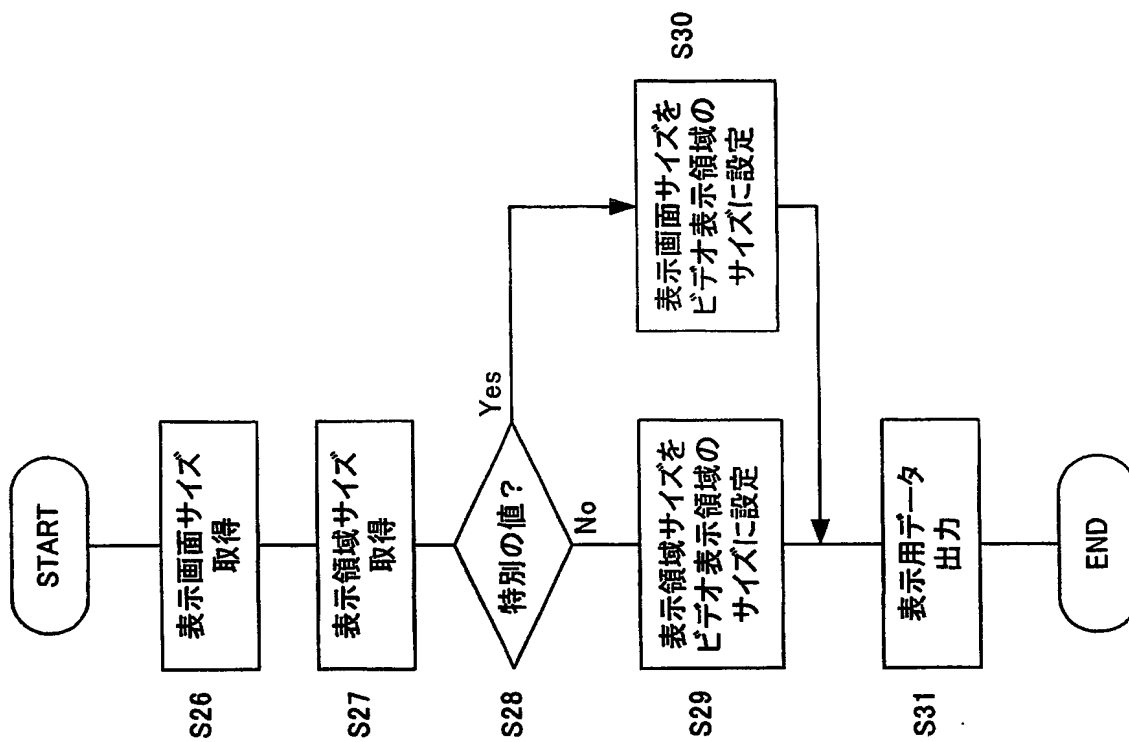 START
S26
表示画面サイズ
取得
S27
表示領域サイズ
取得
S28
特別の値？
Yes
No
S29
表示領域サイズを
ビデオ表示領域の
サイズに設定
S30
表示画面サイズを
ビデオ表示領域の
サイズに設定
S31
表示用データ
出力
END